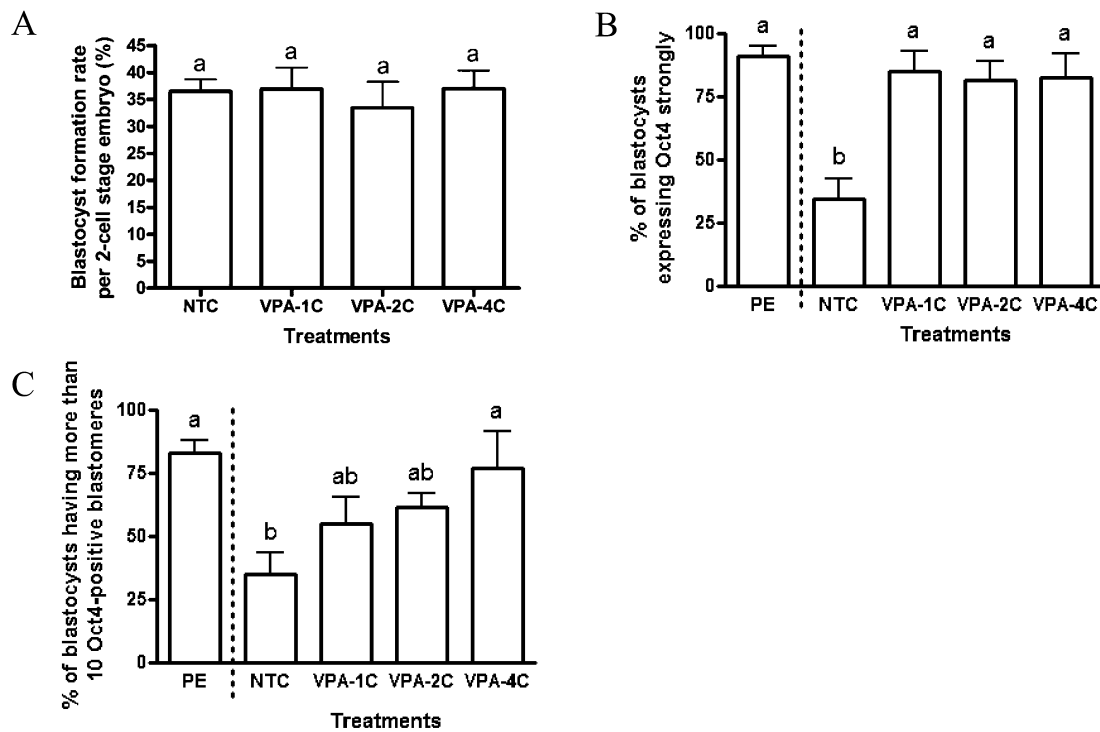 A
Blastocyst formation rate
per 2-cell stage embryo (%)
45
40
35
30
25
20
15
10
5
0
a
a
a
a
NTC
VPA-1C
VPA-2C
VPA-4C
Treatments
B
% of blastocysts
expressing Oct4 strongly
100
75
50
25
0
a
b
a
a
a
PE
NTC
VPA-1C
VPA-2C
VPA-4C
Treatments
C
% of blastocysts having more than
10 Oct4-positive blastomeres
100
75
50
25
0
a
b
ab
ab
a
PE
NTC
VPA-1C
VPA-2C
VPA-4C
Treatments